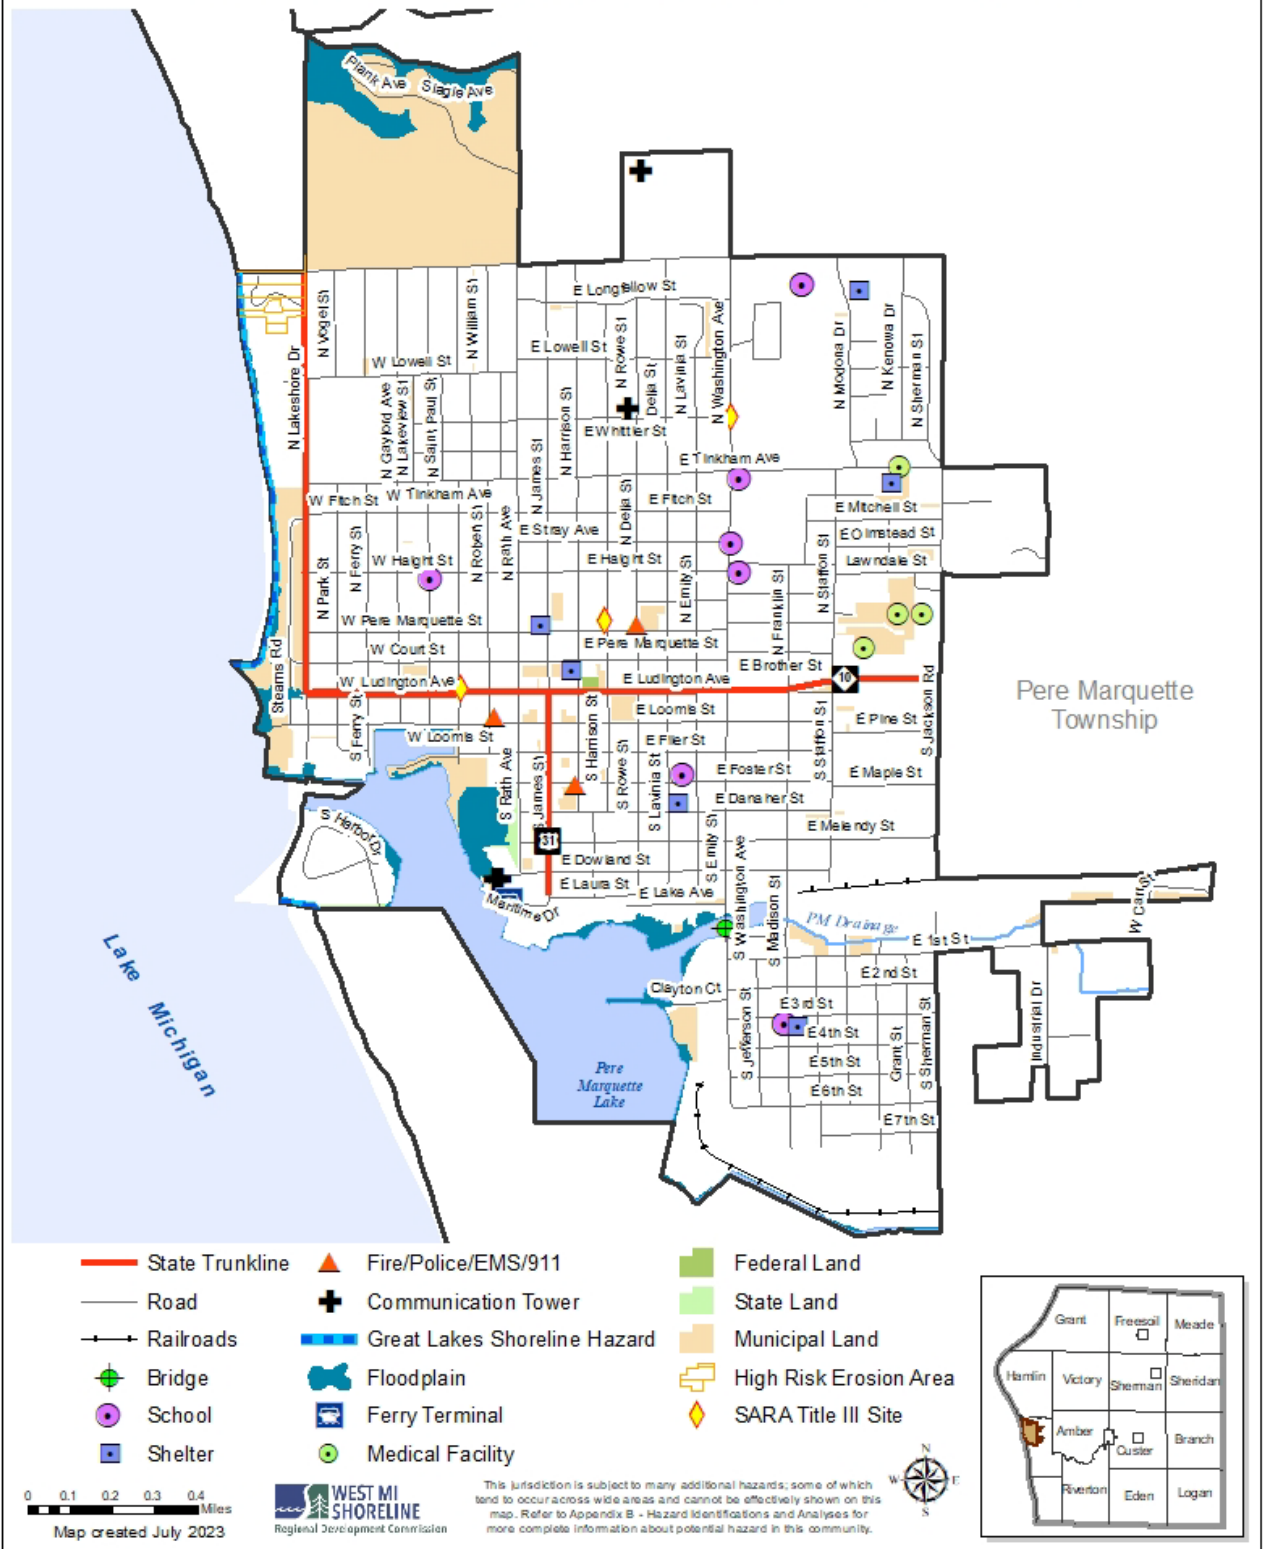 Plank Ave
Slagle Ave
E Longfellow St
N Vogel St
N William St
N Lakeshore Dr
W Lowell St
E Lowell St
N Rowe St
Delia St
N Lavinia St
N Washington Ave
N Modona Dr
N Kenowa Dr
N Sherman St
N Gaylord Ave
N Lakeview St
N Saint Paul St
N Harrison St
N James St
E Whittier St
E Tinkham Ave
W Tinkham Ave
W Fitch St
E Fitch St
E Mitchell St
E Stray Ave
N Delia St
E Olmstead St
N Park St
N Ferry St
W Haight St
N Robert St
N Rath Ave
E Haight St
N Emily St
N Franklin St
N Staffon St
Lawndale St
W Pere Marquette St
E Pere Marquette St
W Court St
E Brother St
Stearns Rd
W Ludington Ave
E Ludington Ave
10
S Jackson Rd
Pere Marquette
Township
S Ferry St
W Loomis St
E Loomis St
S Harrison St
E Filer St
S Staffon St
E Pine St
S Rath Ave
S James St
S Rowe St
S Lavinia St
E Foster St
E Maple St
E Danaher St
S Harbor Dr
31
E Melendy St
S Emily St
E Dowland St
E Laura St
E Lake Ave
S Washington Ave
S Madison St
Maritime Dr
PM Drainage
E 1st St
W Carr St
Lake Michigan
Clayton Ct
E 2nd St
E 3rd St
E 4th St
E 5th St
E 6th St
E 7th St
S Jefferson St
Grant St
S Sherman St
Industrial Dr
Pere
Marquette
Lake
State Trunkline
Road
Railroads
Bridge
School
Shelter
Fire/Police/EMS/911
Communication Tower
Great Lakes Shoreline Hazard
Floodplain
Ferry Terminal
Medical Facility
Federal Land
State Land
Municipal Land
High Risk Erosion Area
SARA Title III Site
0 0.1 0.2 0.3 0.4
Miles
Map created July 2023
WEST MI
SHORELINE
Regional Development Commission
This jurisdiction is subject to many additional hazards; some of which
tend to occur across wide areas and cannot be effectively shown on this
map. Refer to Appendix B - Hazard Identifications and Analyses for
more complete information about potential hazard in this community.
N
W
E
S
Grant
Freesoil
Meade
Hamlin
Victory
Sherman
Sheridan
Amber
Custer
Branch
Riverton
Eden
Logan